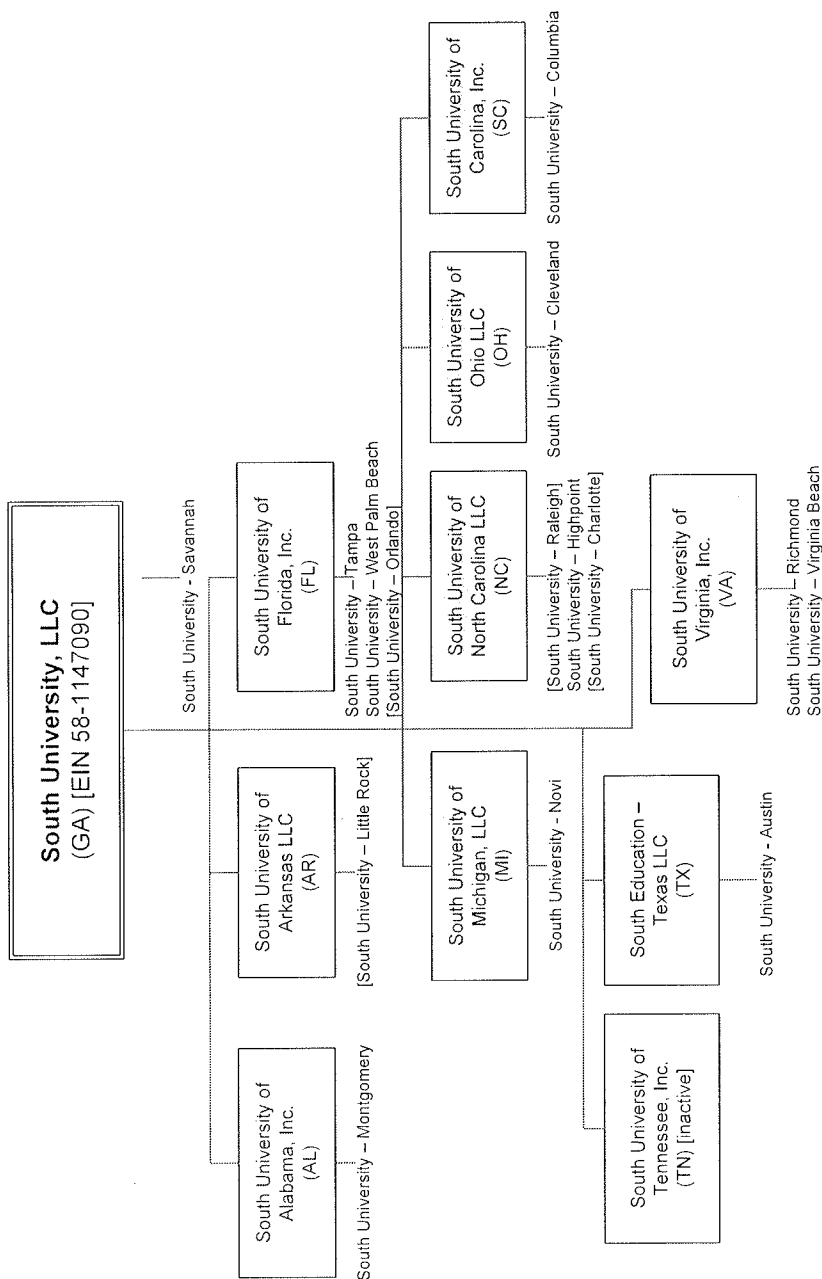 South University, LLC
(GA) [EIN 58-1147090]
South University - Savannah
South University of
Alabama, Inc.
(AL)
South University – Montgomery
South University of
Arkansas LLC
(AR)
[South University – Little Rock]
South University of
Florida, Inc.
(FL)
South University – Tampa
South University – West Palm Beach
[South University – Orlando]
South University of
Michigan, LLC
(MI)
South University - Novi
South University of
North Carolina LLC
(NC)
[South University – Raleigh]
South University – Highpoint
[South University – Charlotte]
South University of
Ohio LLC
(OH)
South University – Cleveland
South University of
Carolina, Inc.
(SC)
South University – Columbia
South University of
Tennessee, Inc.
(TN) [inactive]
South Education –
Texas LLC
(TX)
South University - Austin
South University of
Virginia, Inc.
(VA)
South University – Richmond
South University – Virginia Beach